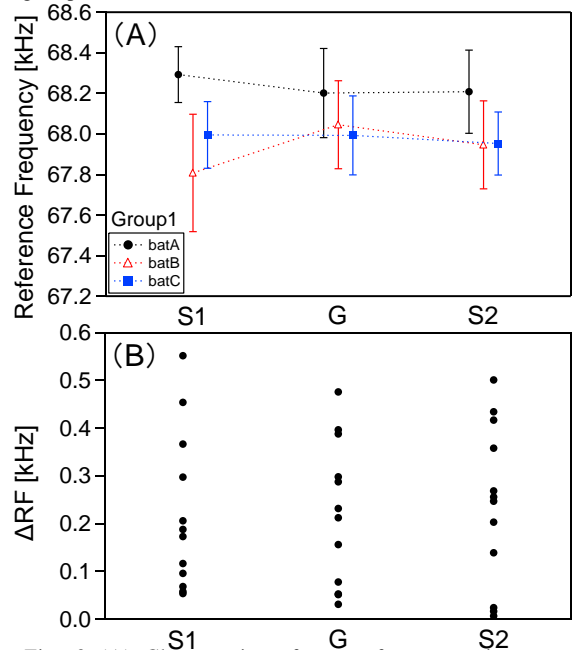 (A)
Reference Frequency [kHz]
68.6
68.4
68.2
68.0
67.8
67.6
67.4
67.2
Group1
batA
batB
batC
S1 G S2
(B)
ΔRF [kHz]
0.6
0.5
0.4
0.3
0.2
0.1
0.0
S1 G S2